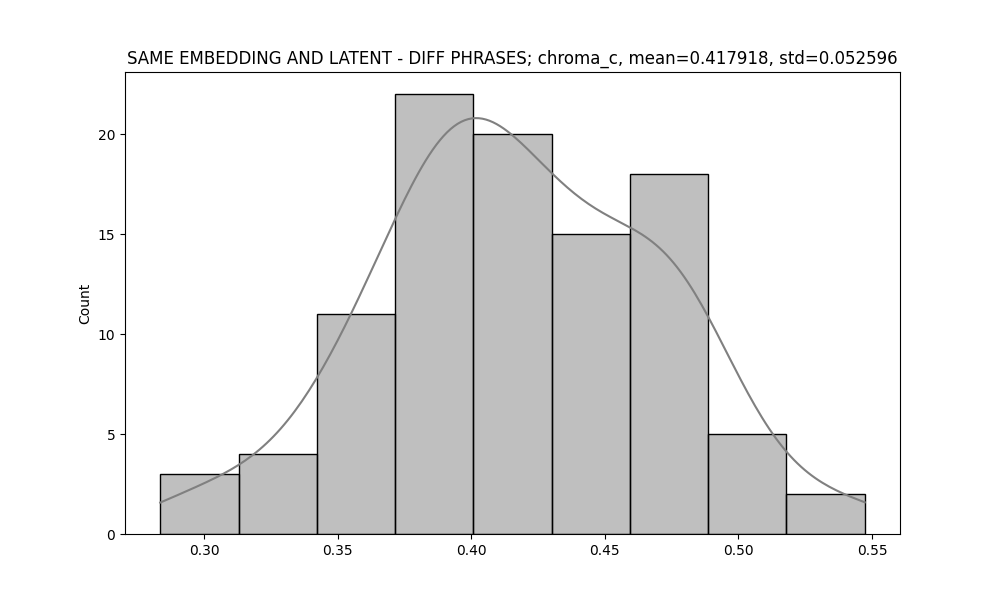 SAME EMBEDDING AND LATENT - DIFF PHRASES; chroma_c, mean=0.417918, std=0.052596
20
15
Count
10
5
0
0.30 0.35 0.40 0.45 0.50 0.55